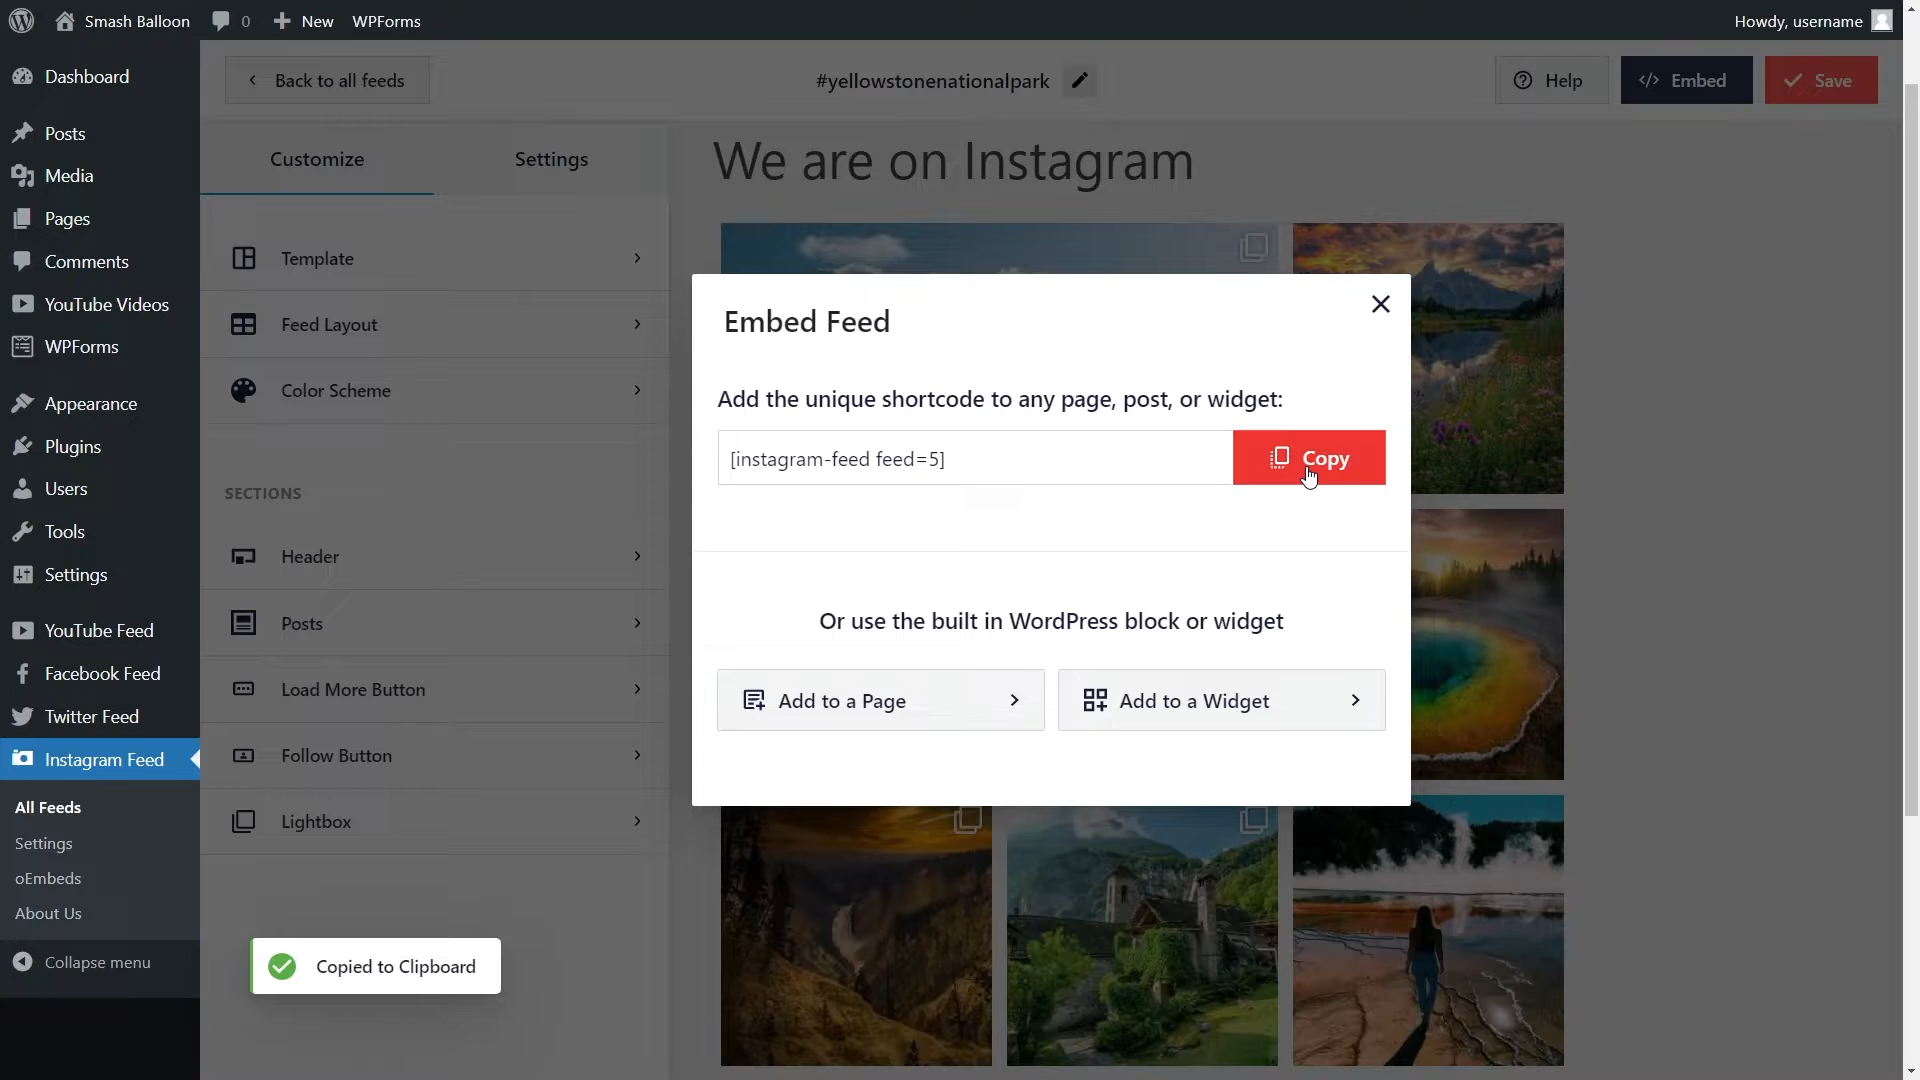 Smash Balloon 0 New WPForms Howdy, username
Dashboard
Posts
Media
Pages
Comments
YouTube Videos
WPForms
Appearance
Plugins
Users
Tools
Settings
YouTube Feed
Facebook Feed
Twitter Feed
Instagram Feed
All Feeds
Settings
oEmbeds
About Us
Collapse menu
Back to all feeds
#yellowstonenationalpark
Help
Embed
Save
Customize
Settings
Template
Feed Layout
Color Scheme
SECTIONS
Header
Posts
Load More Button
Follow Button
Lightbox
We are on Instagram
Embed Feed
Add the unique shortcode to any page, post, or widget:
[instagram-feed feed=5]
Copy
Or use the built in WordPress block or widget
Add to a Page
Add to a Widget
Copied to Clipboard